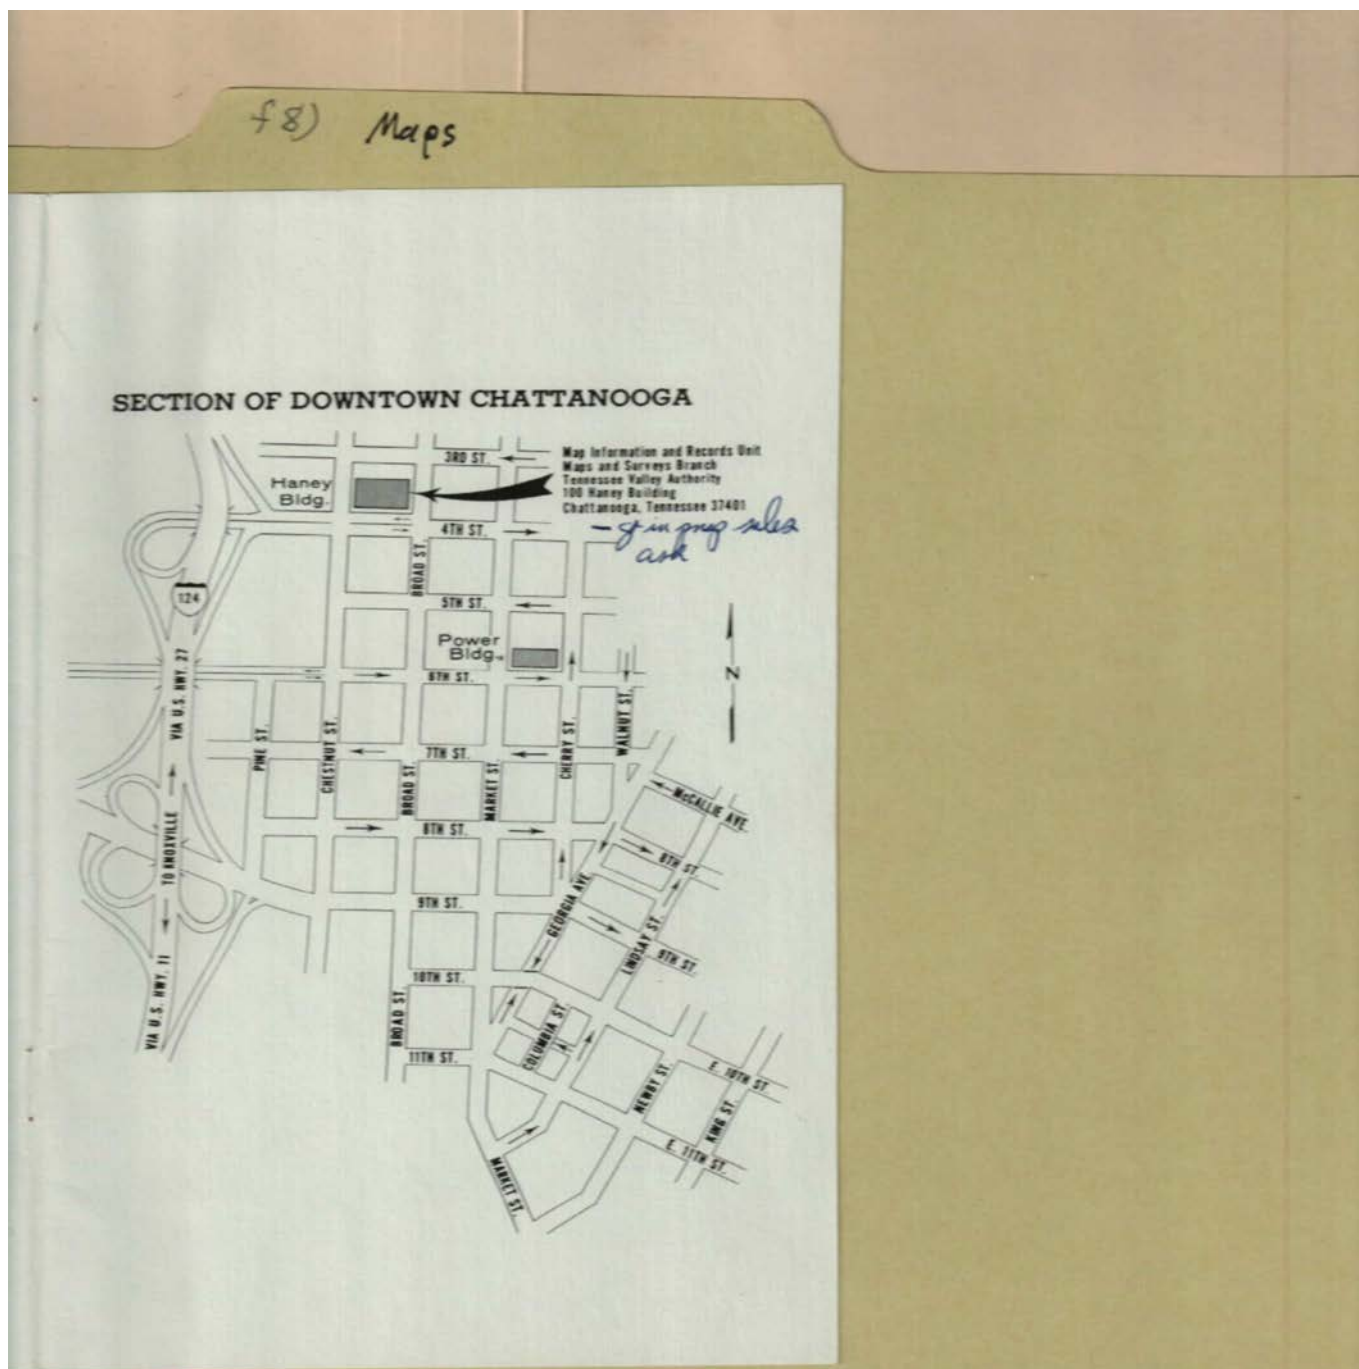 f8) Maps
SECTION OF DOWNTOWN CHATTANOOGA
3RD ST.
Map Information and Records Unit
Maps and Surveys Branch
Tennessee Valley Authority
100 Haney Building
Chattanooga, Tennessee 37401
Haney
Bldg.
4TH ST.
in sales
ask
BROAD ST.
124
5TH ST.
Power
Bldg.
N
VIA U.S. HWY. 27
6TH ST.
WALNUT ST.
PINE ST.
CHESTNUT ST.
CHERRY ST.
7TH ST.
BROAD ST.
MARKET ST.
McCALLIE AVE.
8TH ST.
TO KNOXVILLE
8TH ST.
9TH ST.
GEORGIA AVE.
LINDSAY ST.
9TH ST.
VIA U.S. HWY. 11
10TH ST.
BROAD ST.
COLUMBIA ST.
11TH ST.
E. 10TH ST.
NEWBY ST.
KING ST.
E. 11TH ST.
MARKET ST.